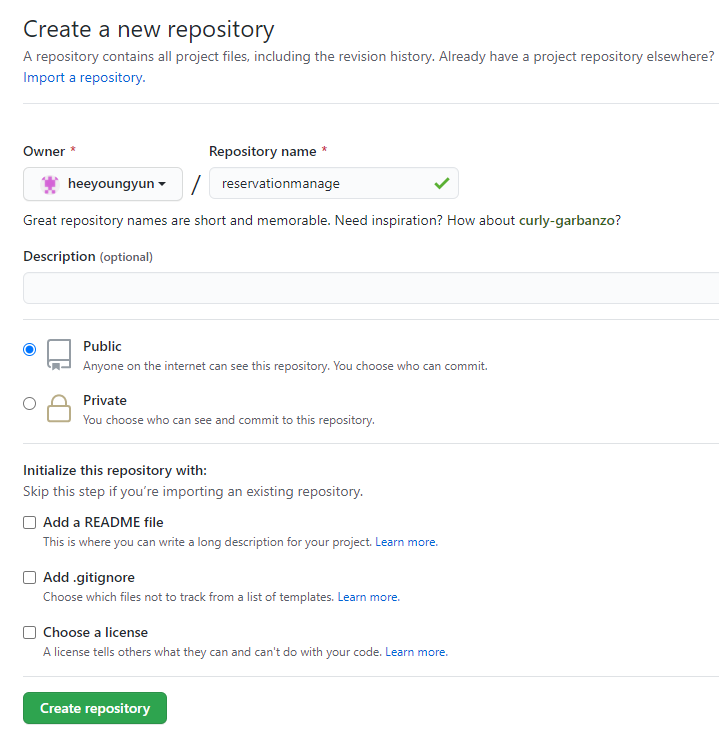 Create a new repository
A repository contains all project files, including the revision history. Already have a project repository elsewhere?
Import a repository.
Owner * Repository name *
heeyoungyun / reservationmanage
Great repository names are short and memorable. Need inspiration? How about curly-garbanzo?
Description (optional)
Public
Anyone on the internet can see this repository. You choose who can commit.
Private
You choose who can see and commit to this repository.
Initialize this repository with:
Skip this step if you're importing an existing repository.
Add a README file
This is where you can write a long description for your project. Learn more.
Add .gitignore
Choose which files not to track from a list of templates. Learn more.
Choose a license
A license tells others what they can and can't do with your code. Learn more.
Create repository